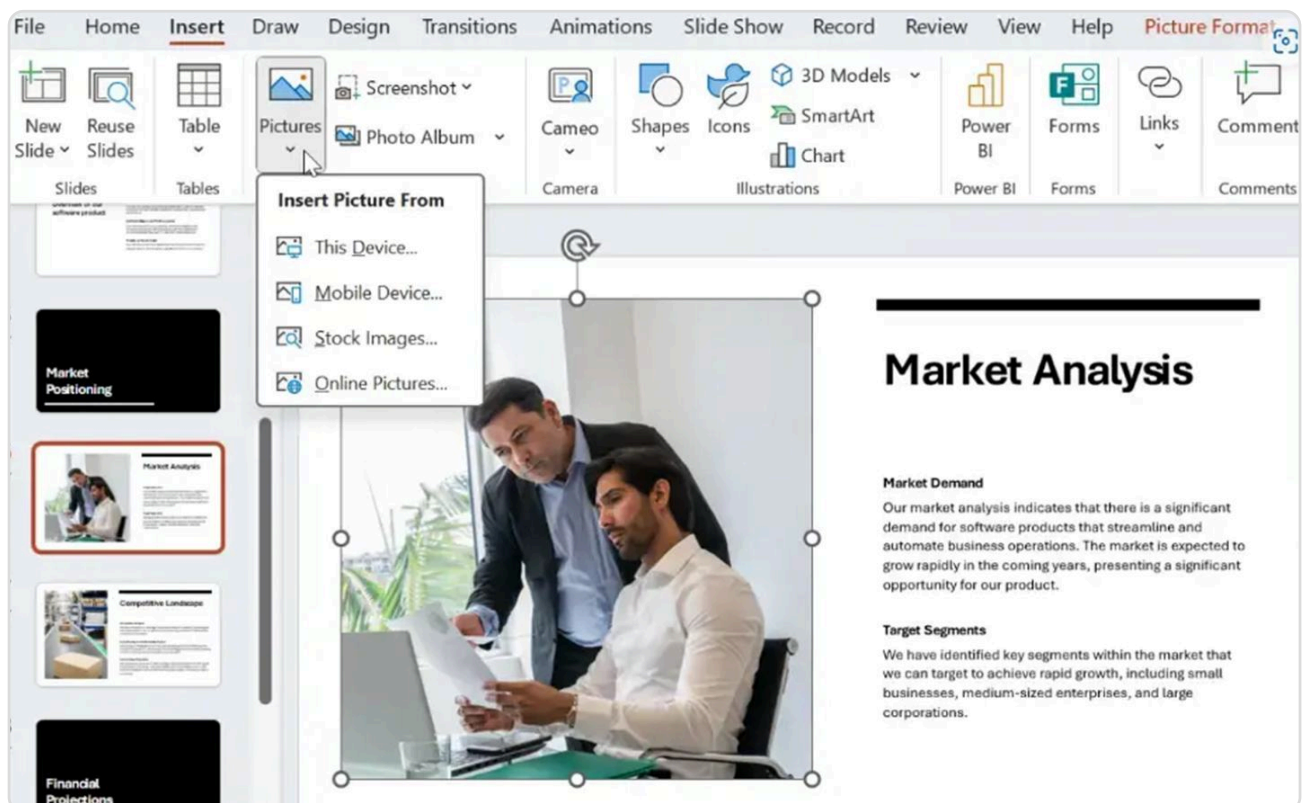 File Home Insert Draw Design Transitions Animations Slide Show Record Review View Help Picture Format
New
Slide
Reuse
Slides
Slides
Table
Tables
Pictures
Screenshot
Photo Album
Cameo
Camera
Shapes
Icons
3D Models
SmartArt
Chart
Illustrations
Power
BI
Power BI
Forms
Forms
Links
Comment
Comments
Insert Picture From
This Device...
Mobile Device...
Stock Images...
Online Pictures...
software product
Market
Positioning
Market Analysis
Competitive Landscape
Financial
Projections
Market Analysis
Market Demand
Our market analysis indicates that there is a significant
demand for software products that streamline and
automate business operations. The market is expected to
grow rapidly in the coming years, presenting a significant
opportunity for our product.
Target Segments
We have identified key segments within the market that
we can target to achieve rapid growth, including small
businesses, medium-sized enterprises, and large
corporations.